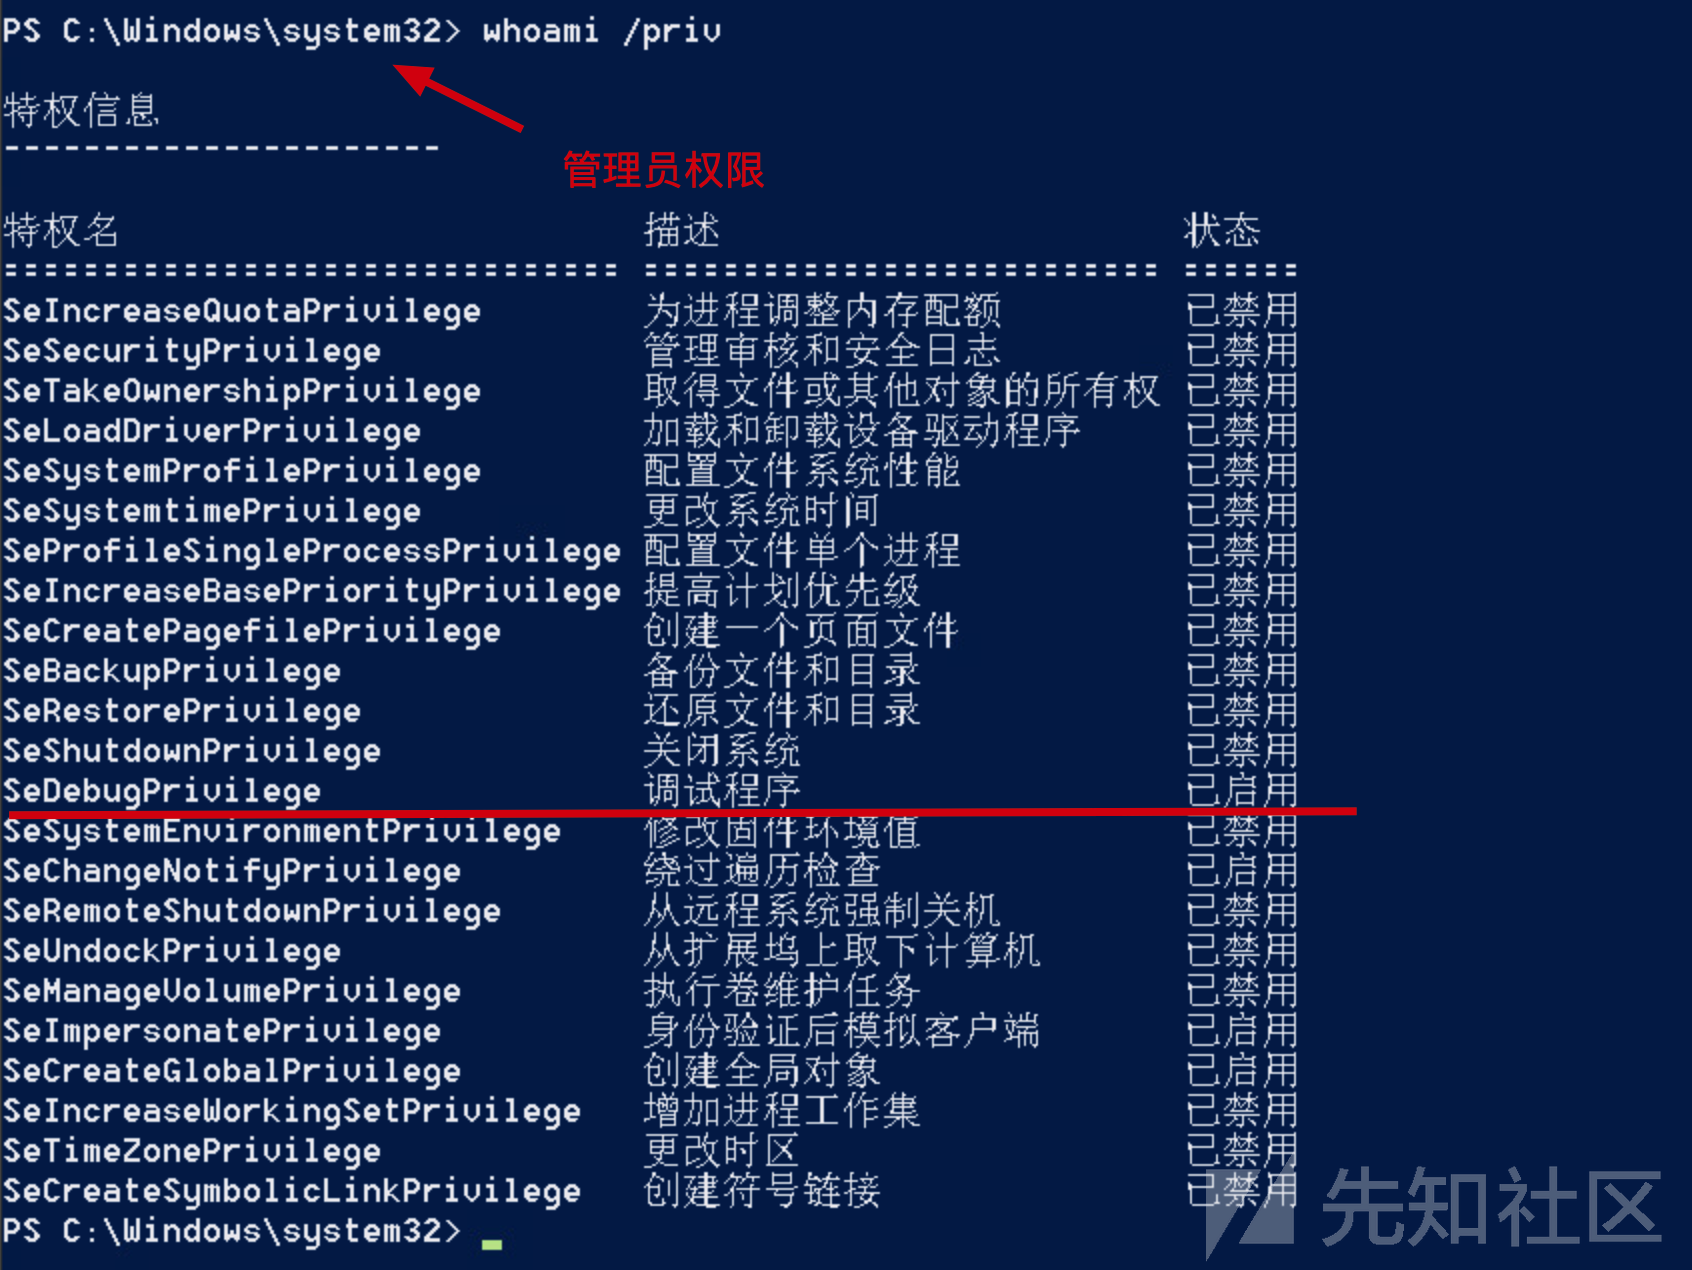 PS C:\Windows\system32> whoami /priv
特权信息
----------------------
管理员权限
特权名 描述 状态
=============================== ========================== ======
SeIncreaseQuotaPrivilege 为进程调整内存配额 已禁用
SeSecurityPrivilege 管理审核和安全日志 已禁用
SeTakeOwnershipPrivilege 取得文件或其他对象的所有权 已禁用
SeLoadDriverPrivilege 加载和卸载设备驱动程序 已禁用
SeSystemProfilePrivilege 配置文件系统性能 已禁用
SeSystemtimePrivilege 更改系统时间 已禁用
SeProfileSingleProcessPrivilege 配置文件单个进程 已禁用
SeIncreaseBasePriorityPrivilege 提高计划优先级 已禁用
SeCreatePagefilePrivilege 创建一个页面文件 已禁用
SeBackupPrivilege 备份文件和目录 已禁用
SeRestorePrivilege 还原文件和目录 已禁用
SeShutdownPrivilege 关闭系统 已禁用
SeDebugPrivilege 调试程序 已启用
SeSystemEnvironmentPrivilege 修改固件环境值 已禁用
SeChangeNotifyPrivilege 绕过遍历检查 已启用
SeRemoteShutdownPrivilege 从远程系统强制关机 已禁用
SeUndockPrivilege 从扩展坞上取下计算机 已禁用
SeManageVolumePrivilege 执行卷维护任务 已禁用
SeImpersonatePrivilege 身份验证后模拟客户端 已启用
SeCreateGlobalPrivilege 创建全局对象 已启用
SeIncreaseWorkingSetPrivilege 增加进程工作集 已禁用
SeTimeZonePrivilege 更改时区 已禁用
SeCreateSymbolicLinkPrivilege 创建符号链接 已禁用
PS C:\Windows\system32>
先知社区